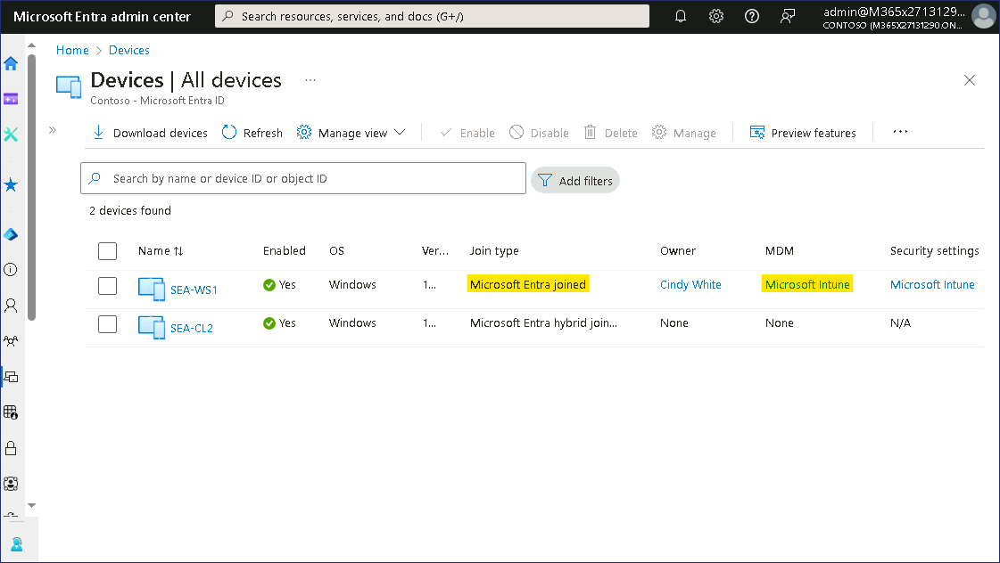 Microsoft Entra admin center
Search resources, services, and docs (G+/)
admin@M365x2713129...
CONTOSO (M365X27131290.ON...
Home > Devices
Devices | All devices ...
Contoso - Microsoft Entra ID
Download devices Refresh Manage view Enable Disable Delete Manage Preview features ...
Search by name or device ID or object ID
Add filters
2 devices found
Name Enabled OS Ver... Join type Owner MDM Security settings
SEA-WS1 Yes Windows 1... Microsoft Entra joined Cindy White Microsoft Intune Microsoft Intune
SEA-CL2 Yes Windows 1... Microsoft Entra hybrid join... None None N/A